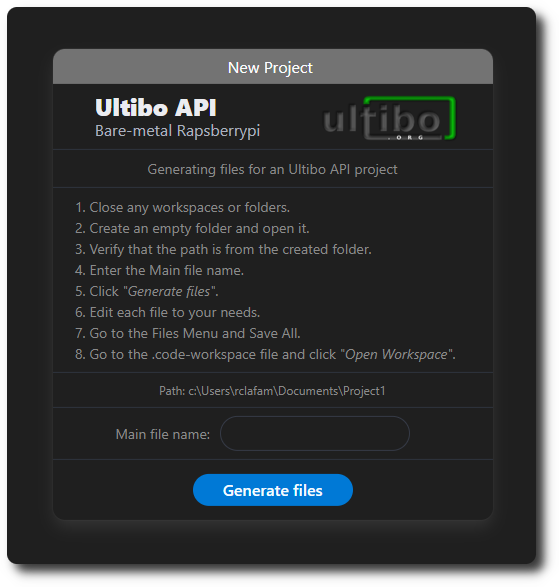 New Project
Ultibo API
Bare-metal Rapsberrypi
ultibo
.ORG
Generating files for an Ultibo API project
1. Close any workspaces or folders.
2. Create an empty folder and open it.
3. Verify that the path is from the created folder.
4. Enter the Main file name.
5. Click "Generate files".
6. Edit each file to your needs.
7. Go to the Files Menu and Save All.
8. Go to the .code-workspace file and click "Open Workspace".
Path: c:\Users\rclafam\Documents\Project1
Main file name:
Generate files